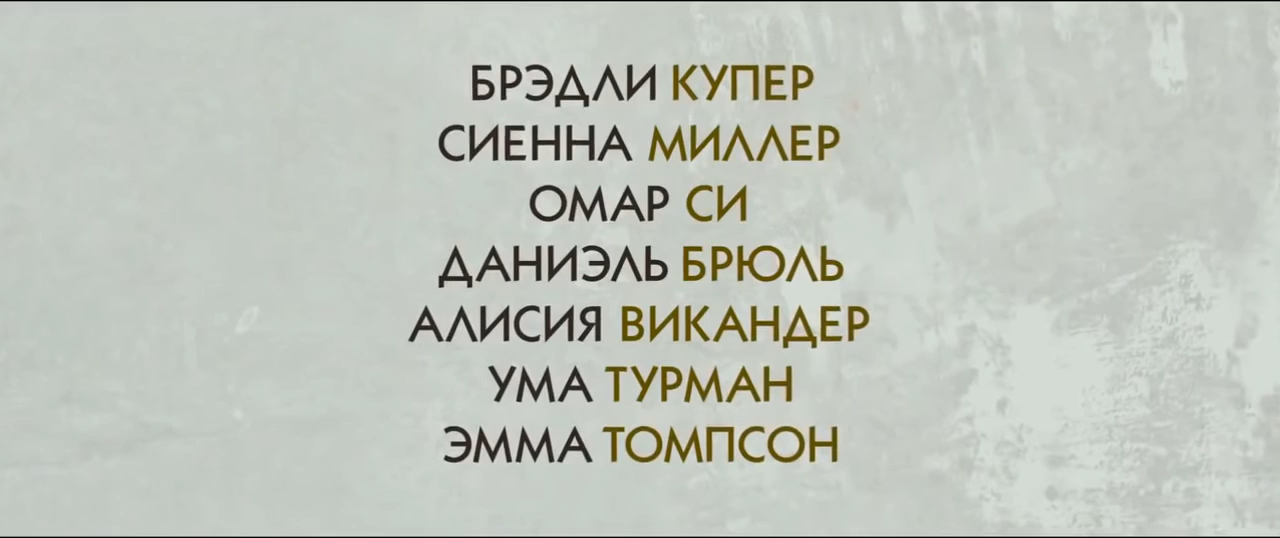 БРЭДЛИ КУПЕР
СИЕННА МИЛЛЕР
ОМАР СИ
ДАНИЭЛЬ БРЮЛЬ
АЛИСИЯ ВИКАНДЕР
УМА ТУРМАН
ЭММА ТОМПСОН